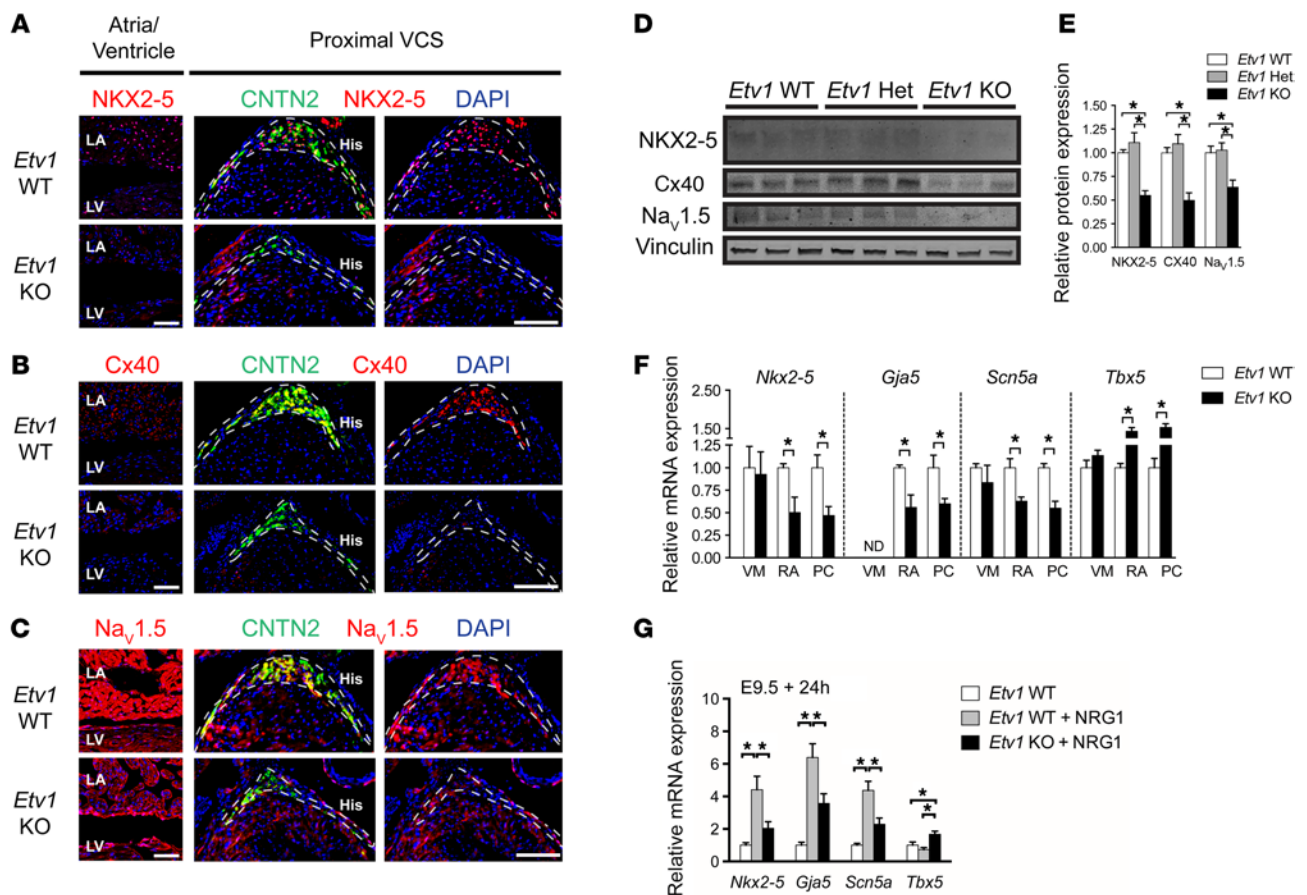 A
Atria/
Ventricle
Proximal VCS
NKX2-5
CNTN2
NKX2-5
DAPI
Etv1
WT
LA
LV
His
Etv1
KO
LA
LV
His
B
Cx40
CNTN2
Cx40
DAPI
Etv1
WT
LA
LV
His
Etv1
KO
LA
LV
His
C
NaV1.5
CNTN2
NaV1.5
DAPI
Etv1
WT
LA
LV
His
Etv1
KO
LA
LV
His
D
Etv1 WT
Etv1 Het
Etv1 KO
NKX2-5
Cx40
NaV1.5
Vinculin
E
Etv1 WT
Etv1 Het
Etv1 KO
Relative protein expression
1.50
1.25
1.00
0.75
0.50
0.25
0.00
* * * * * *
NKX2-5 CX40 NaV1.5
F
Nkx2-5 Gja5 Scn5a Tbx5
Etv1 WT
Etv1 KO
Relative mRNA expression
2.50
1.50
1.25
1.00
0.75
0.50
0.25
0.00
* * * * * * * *
ND
VM RA PC VM RA PC VM RA PC VM RA PC
G
E9.5 + 24h
Etv1 WT
Etv1 WT + NRG1
Etv1 KO + NRG1
Relative mRNA expression
10
8
6
4
2
0
* * * * * * * *
Nkx2-5 Gja5 Scn5a Tbx5